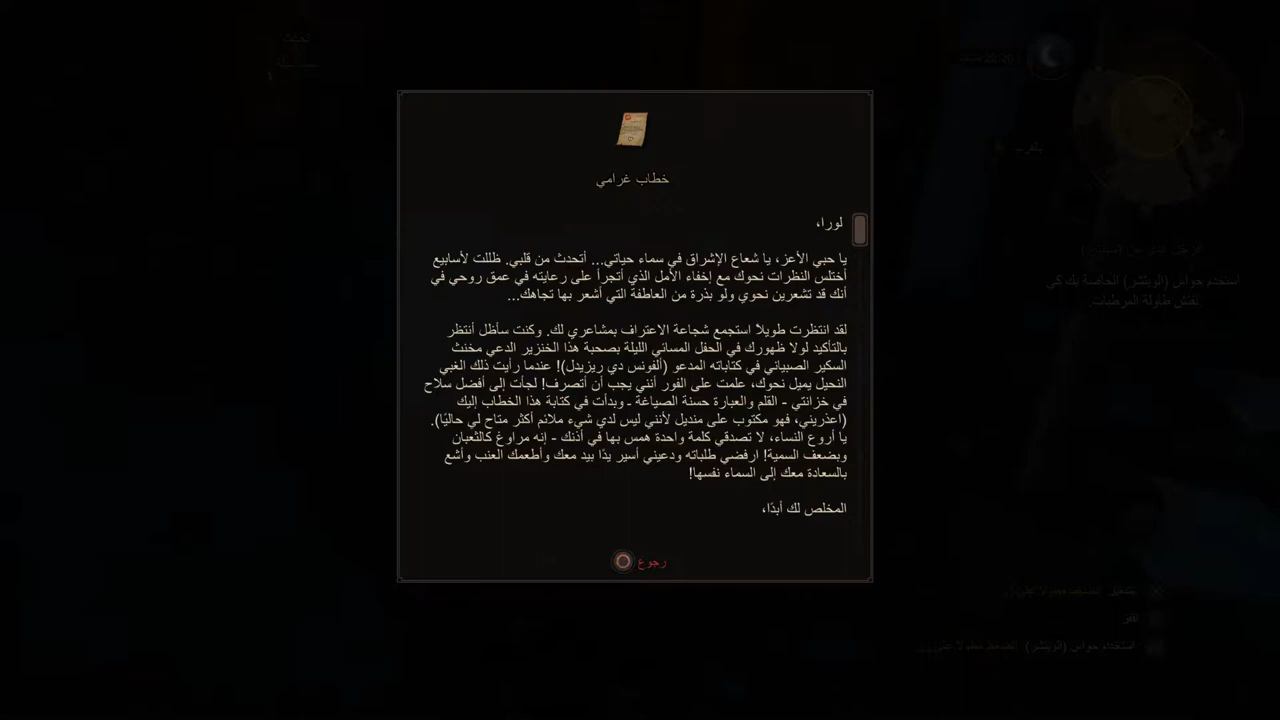 خطاب غرامي
لورا،
يا حبي الأعز، يا شعاع الإشراق في سماء حياتي... أتحدث من قلبي. ظللت لأسابيع
أختلس النظرات نحوك مع إخفاء الأمل الذي أتجرأ على رعايته في عمق روحي في
أنك قد تشعرين نحوي ولو بذرة من العاطفة التي أشعر بها تجاهك...
لقد انتظرت طويلاً استجمع شجاعة الاعتراف بمشاعري لك. وكنت سأظل أنتظر
بالتأكيد لولا ظهورك في الحفل المسائي الليلة بصحبة هذا الخنزير الدعي مخنث
السكير الصبياني في كتاباته المدعو (ألفونس دي ريزيدل)! عندما رأيت ذلك الغبي
النحيل يميل نحوك، علمت على الفور أنني يجب أن أتصرف! لجأت إلى أفضل سلاح
في خزانتي - القلم والعبارة حسنة الصياغة - وبدأت في كتابة هذا الخطاب إليك
(اعذريني، فهو مكتوب على منديل لأنني ليس لدي شيء ملائم أكثر متاح لي حاليًا).
يا أروع النساء، لا تصدقي كلمة واحدة همس بها في أذنك - إنه مراوغ كالثعبان
وبضعف السمية! ارفضي طلباته ودعيني أسير يدًا بيد معك وأطعمك العنب وأشع
بالسعادة معك إلى السماء نفسها!
المخلص لك أبدًا،
رجوع
استخدم حواس (الويتشر) الخاصة بك كي